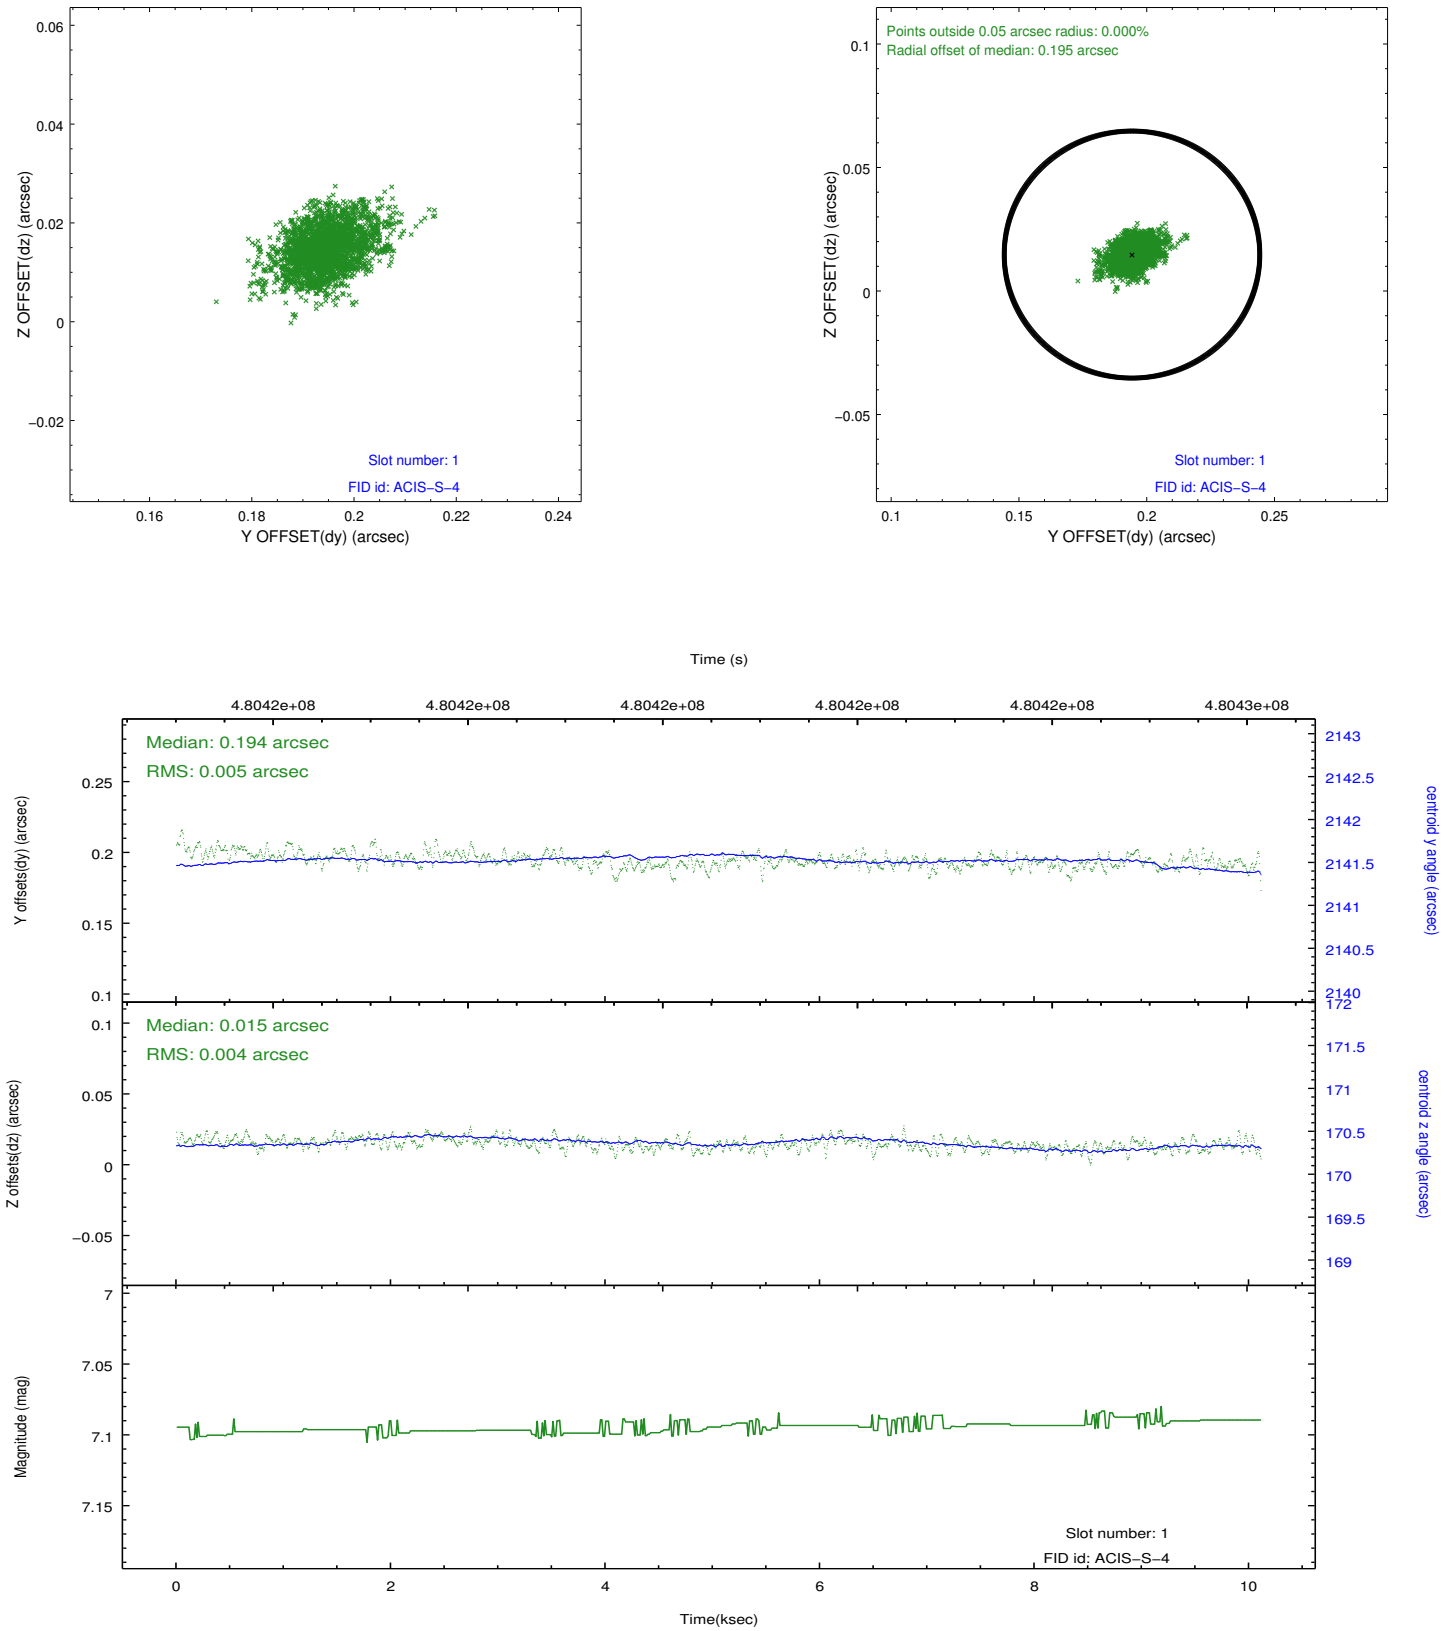 0.06
0.04
0.02
0
−0.02
Z OFFSET(dz) (arcsec)
Slot number: 1
FID id: ACIS−S−4
0.16
0.18
0.2
0.22
0.24
Y OFFSET(dy) (arcsec)
Points outside 0.05 arcsec radius: 0.000%
Radial offset of median: 0.195 arcsec
0.1
0.05
0
−0.05
Z OFFSET(dz) (arcsec)
Slot number: 1
FID id: ACIS−S−4
0.1
0.15
0.2
0.25
Y OFFSET(dy) (arcsec)
Time (s)
4.8042e+08
4.8042e+08
4.8042e+08
4.8042e+08
4.8042e+08
4.8043e+08
Median: 0.194 arcsec
RMS: 0.005 arcsec
0.25
0.2
0.15
0.1
Y offsets(dy) (arcsec)
2143
2142.5
2142
2141.5
2141
2140.5
2140
centroid y angle (arcsec)
Median: 0.015 arcsec
RMS: 0.004 arcsec
0.1
0.05
0
−0.05
Z offsets(dz) (arcsec)
172
171.5
171
170.5
170
169.5
169
centroid z angle (arcsec)
7
7.05
7.1
7.15
Magnitude (mag)
Slot number: 1
FID id: ACIS−S−4
0
2
4
6
8
10
Time(ksec)